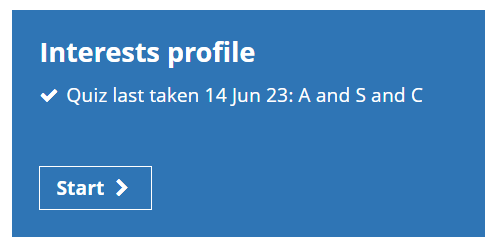 Interests profile
Quiz last taken 14 Jun 23: A and S and C
Start